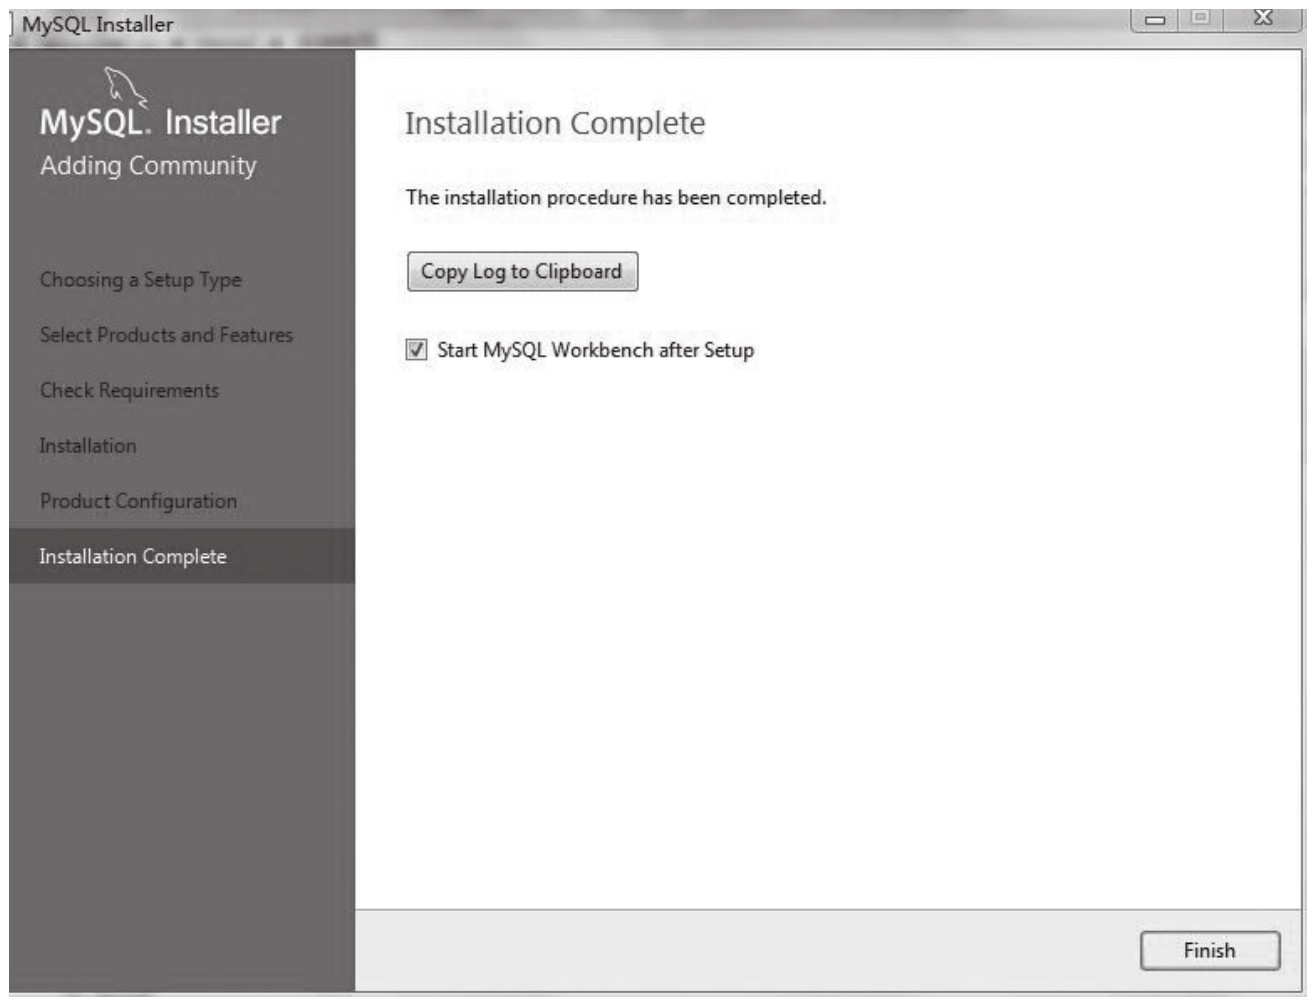 MySQL Installer
MySQL. Installer
Adding Community
Choosing a Setup Type
Select Products and Features
Check Requirements
Installation
Product Configuration
Installation Complete
Installation Complete
The installation procedure has been completed.
Copy Log to Clipboard
Start MySQL Workbench after Setup
Finish